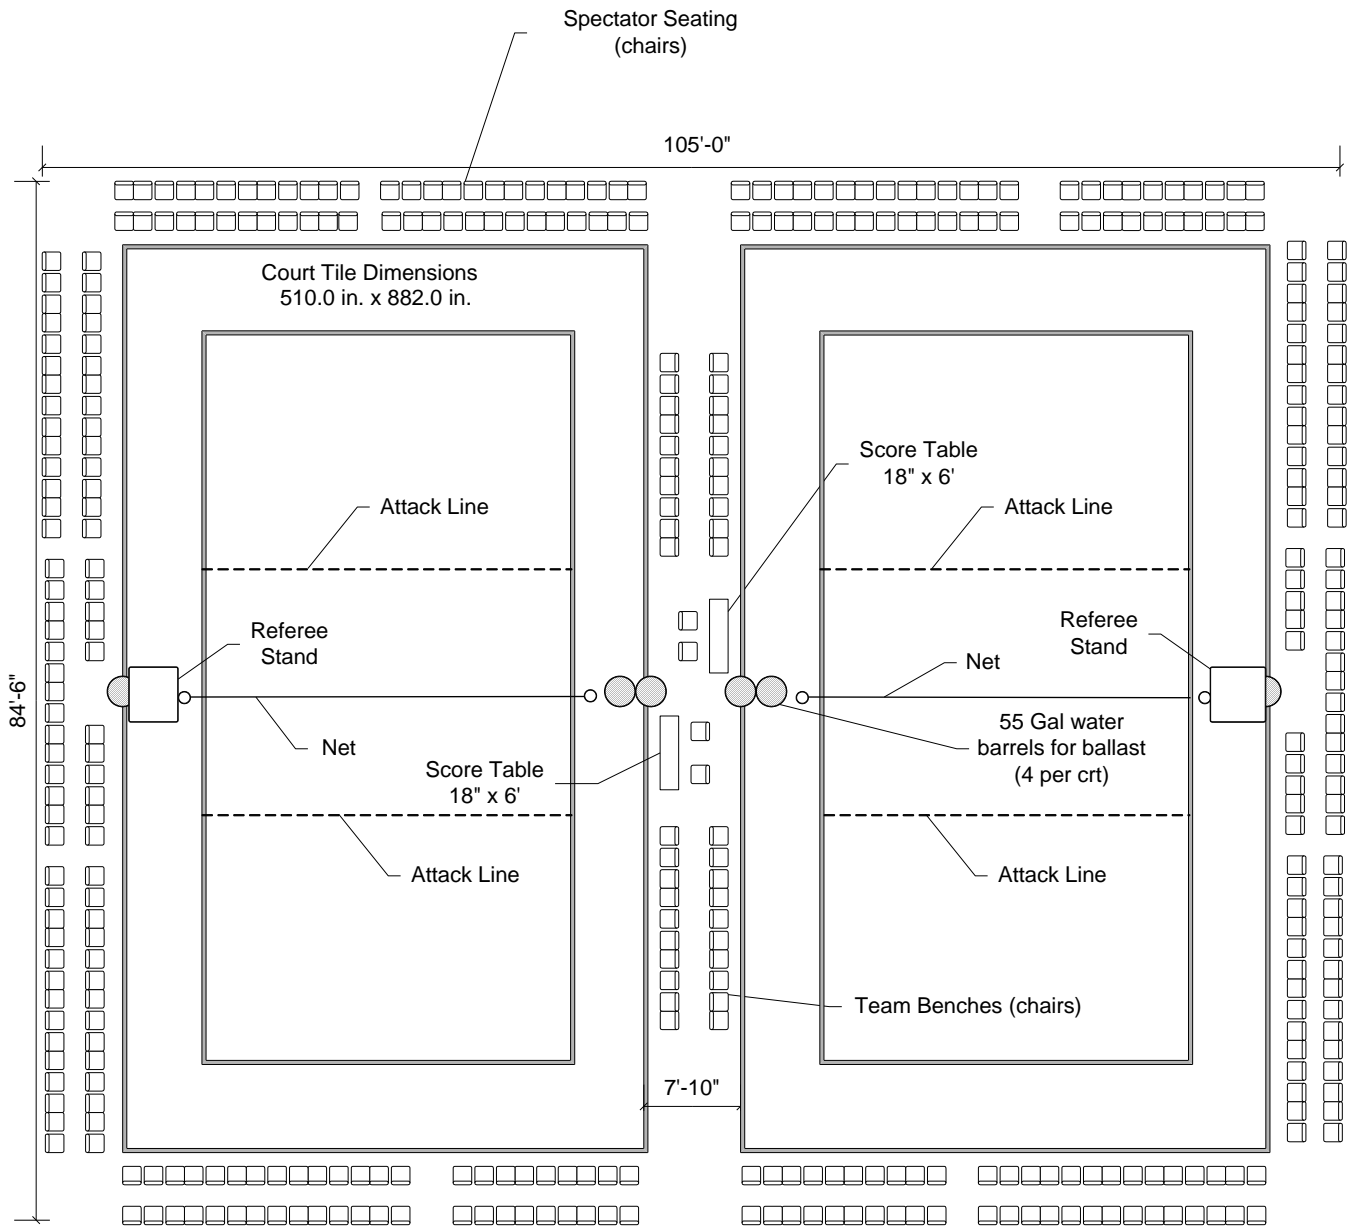 Spectator Seating
(chairs)
105'-0"
84'-6"
Court Tile Dimensions
510.0 in. x 882.0 in.
Score Table
18" x 6'
Attack Line
Attack Line
Referee
Stand
Referee
Stand
Net
Net
55 Gal water
barrels for ballast
(4 per crt)
Score Table
18" x 6'
Attack Line
Attack Line
Team Benches (chairs)
7'-10"